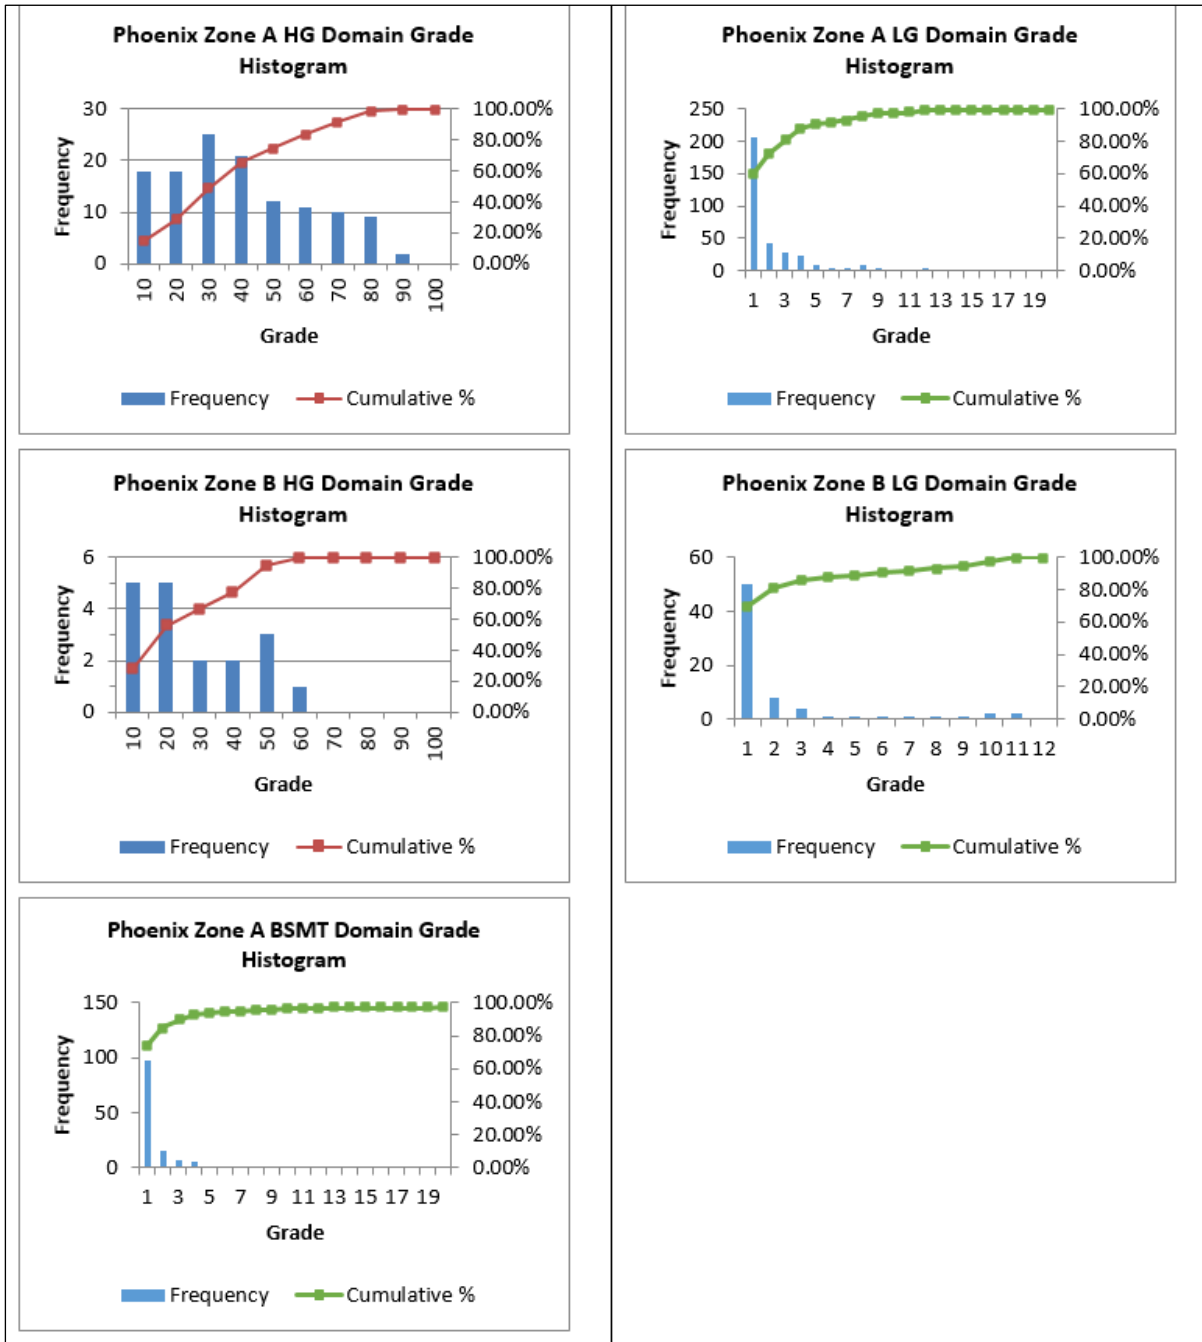 Phoenix Zone A HG Domain Grade
Histogram
Frequency
30
20
10
0
100.00%
80.00%
60.00%
40.00%
20.00%
0.00%
10 20 30 40 50 60 70 80 90 100
Grade
Frequency Cumulative %
Phoenix Zone A LG Domain Grade
Histogram
Frequency
250
200
150
100
50
0
100.00%
80.00%
60.00%
40.00%
20.00%
0.00%
1 3 5 7 9 11 13 15 17 19
Grade
Frequency Cumulative %
Phoenix Zone B HG Domain Grade
Histogram
Frequency
6
4
2
0
100.00%
80.00%
60.00%
40.00%
20.00%
0.00%
10 20 30 40 50 60 70 80 90 100
Grade
Frequency Cumulative %
Phoenix Zone B LG Domain Grade
Histogram
Frequency
60
40
20
0
100.00%
80.00%
60.00%
40.00%
20.00%
0.00%
1 2 3 4 5 6 7 8 9 10 11 12
Grade
Frequency Cumulative %
Phoenix Zone A BSMT Domain Grade
Histogram
Frequency
150
100
50
0
100.00%
80.00%
60.00%
40.00%
20.00%
0.00%
1 3 5 7 9 11 13 15 17 19
Grade
Frequency Cumulative %